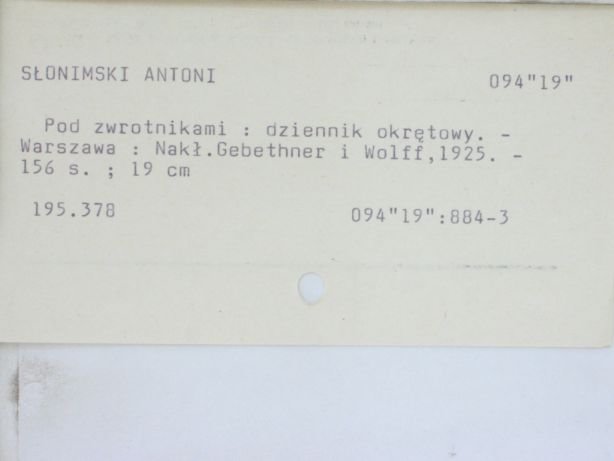 SŁONIMSKI ANTONI 094"19"
Pod zwrotnikami : dziennik okrętowy. -
Warszawa : Nakł.Gebethner i Wolff,1925. -
156 s. ; 19 cm
195.378 094"19":884-3